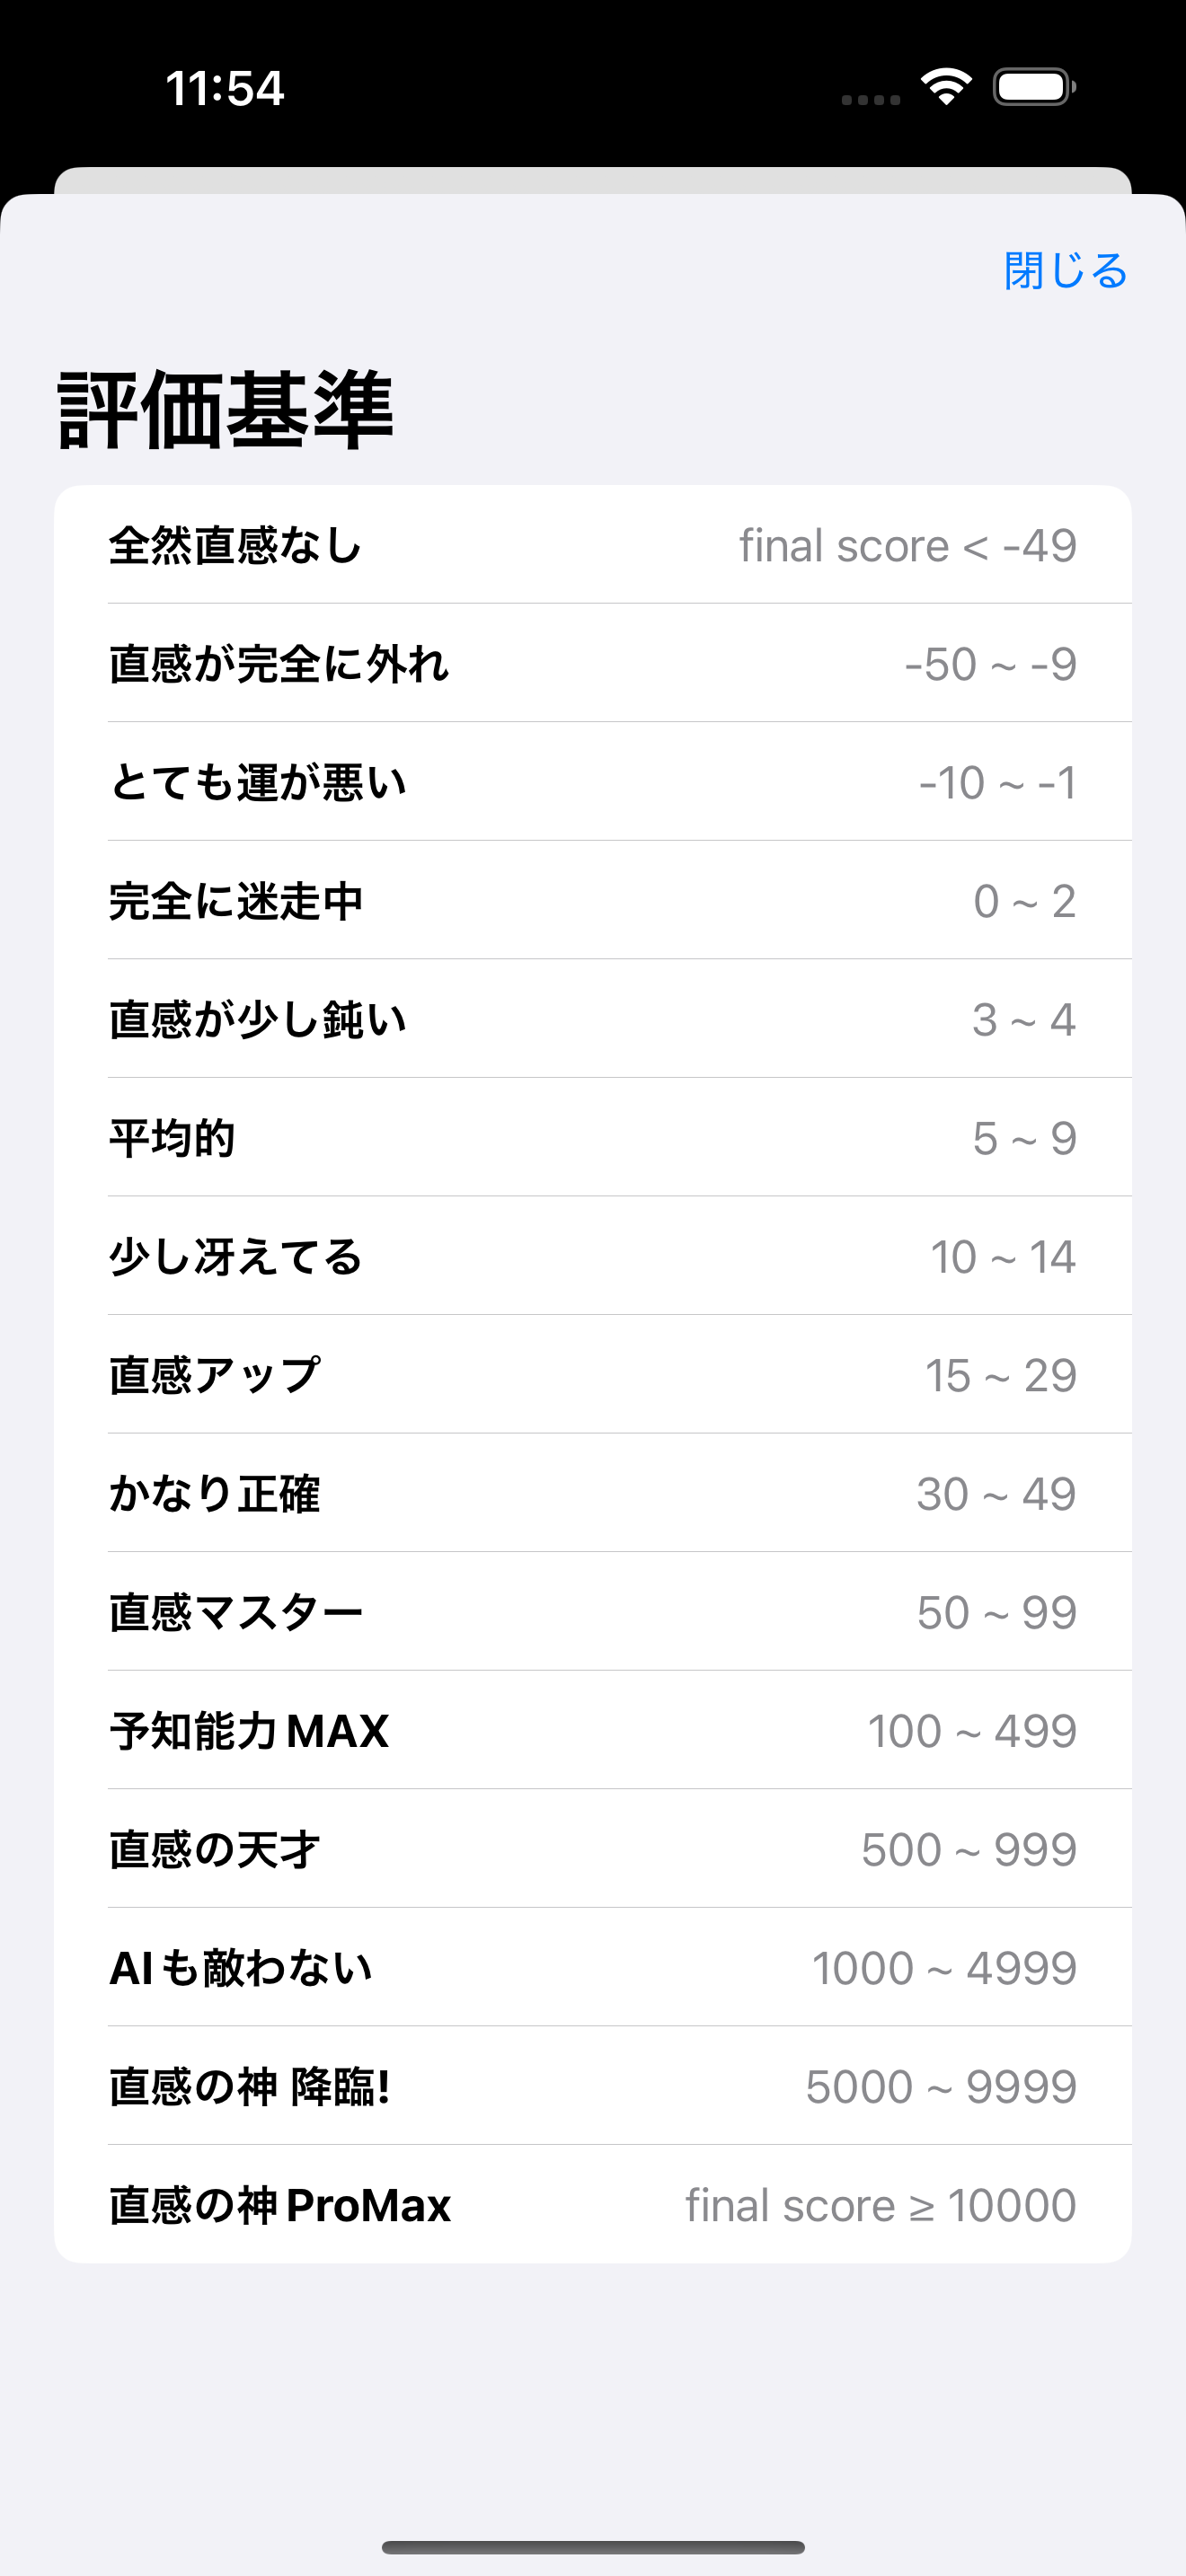 11:54
閉じる
評価基準
全然直感なし final score < -49
直感が完全に外れ -50 ~ -9
とても運が悪い -10 ~ -1
完全に迷走中 0 ~ 2
直感が少し鈍い 3 ~ 4
平均的 5 ~ 9
少し冴えてる 10 ~ 14
直感アップ 15 ~ 29
かなり正確 30 ~ 49
直感マスター 50 ~ 99
予知能力 MAX 100 ~ 499
直感の天才 500 ~ 999
AIも敵わない 1000 ~ 4999
直感の神 降臨! 5000 ~ 9999
直感の神 ProMax final score ≥ 10000